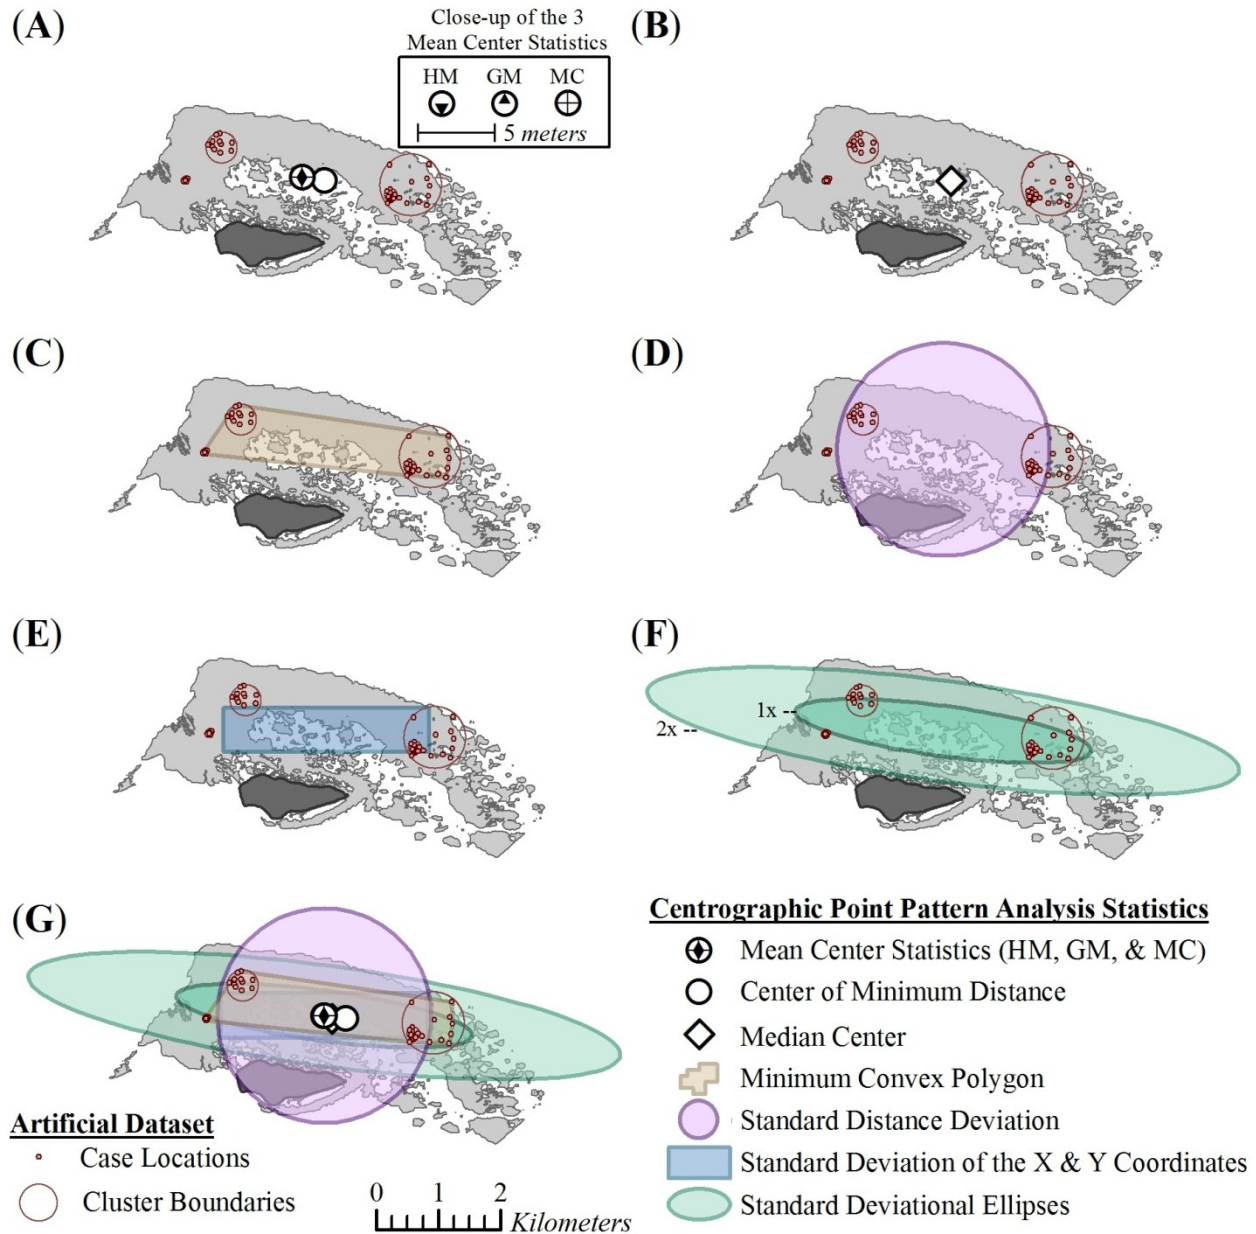 (A)
Close-up of the 3
Mean Center Statistics
HM GM MC
5 meters
(B)
(C)
(D)
(E)
(F)
1x --
2x --
(G)
Artificial Dataset
Case Locations
Cluster Boundaries
0 1 2
Kilometers
Centrographic Point Pattern Analysis Statistics
Mean Center Statistics (HM, GM, & MC)
Center of Minimum Distance
Median Center
Minimum Convex Polygon
Standard Distance Deviation
Standard Deviation of the X & Y Coordinates
Standard Deviational Ellipses